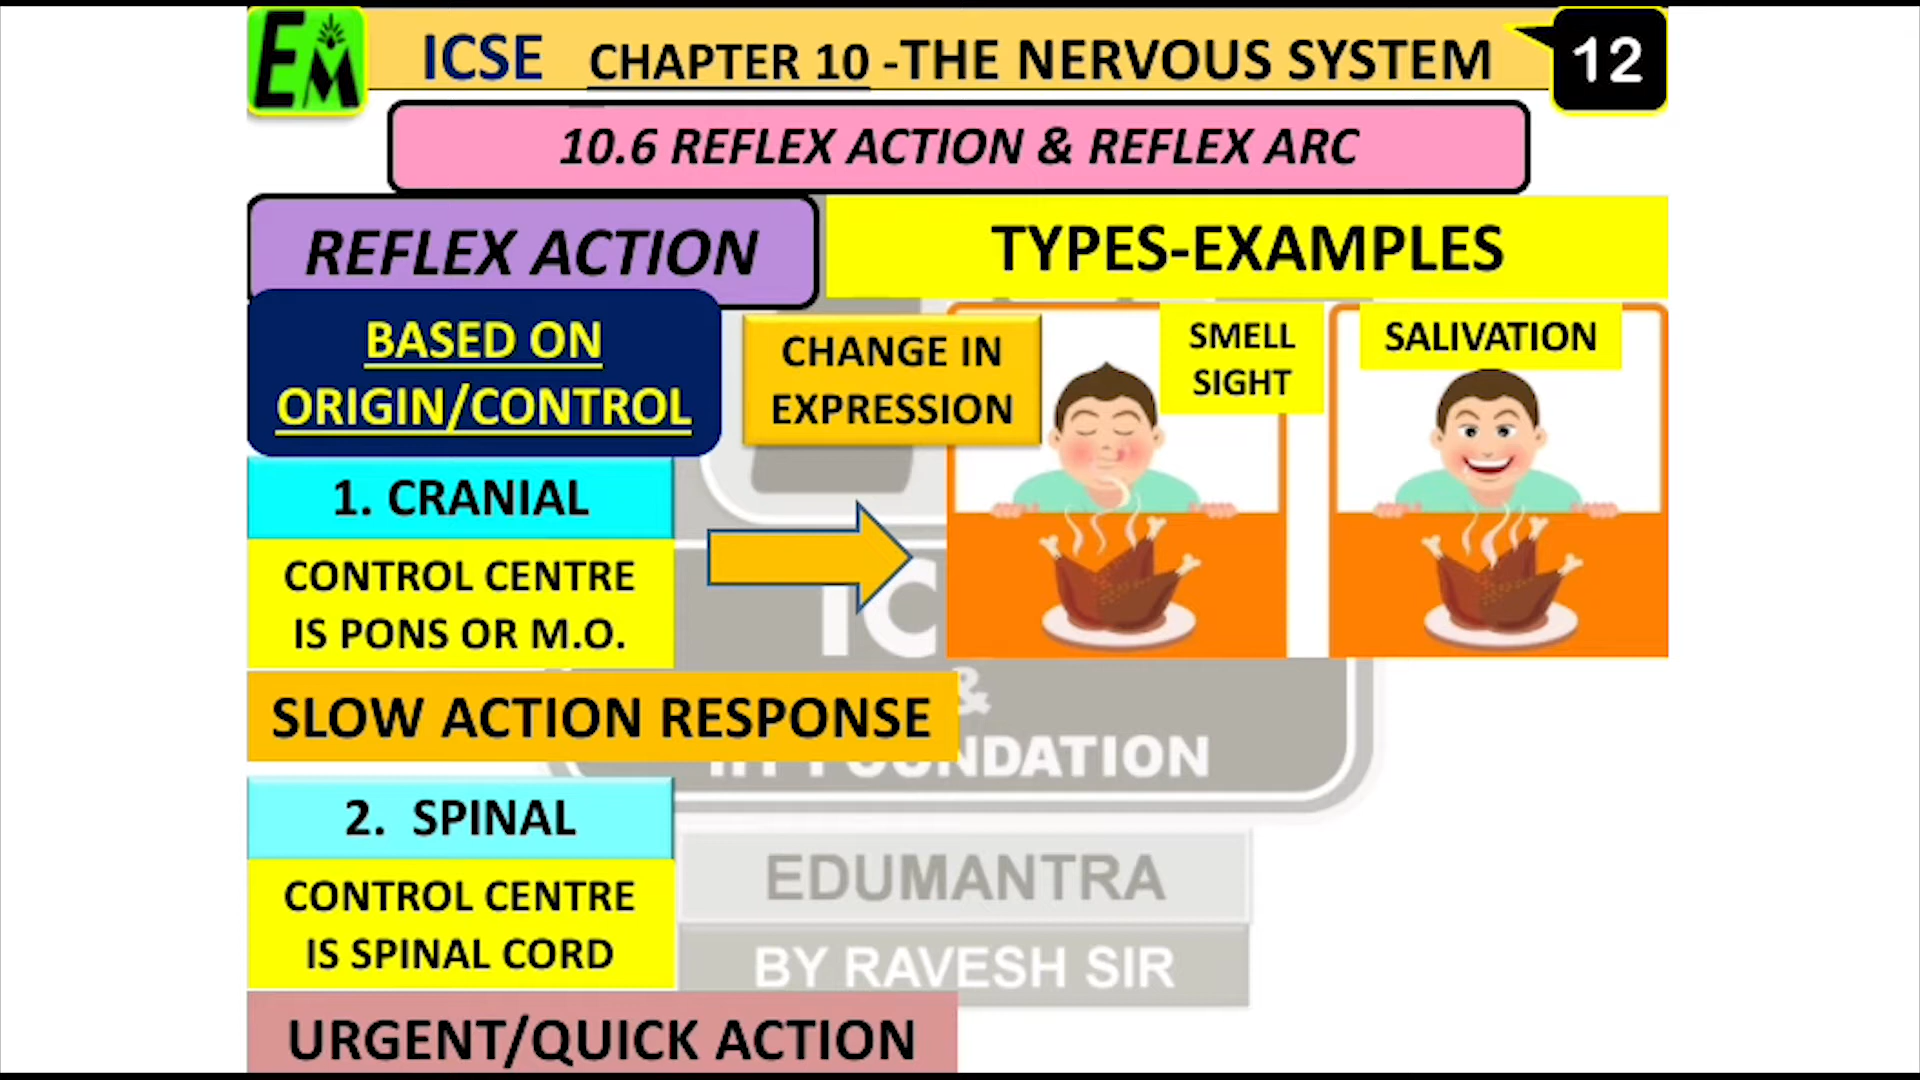 EM
ICSE CHAPTER 10 -THE NERVOUS SYSTEM
12
10.6 REFLEX ACTION & REFLEX ARC
REFLEX ACTION
TYPES-EXAMPLES
BASED ON
ORIGIN/CONTROL
CHANGE IN
EXPRESSION
SMELL
SIGHT
SALIVATION
1. CRANIAL
CONTROL CENTRE
IS PONS OR M.O.
SLOW ACTION RESPONSE
&
2. SPINAL
CONTROL CENTRE
IS SPINAL CORD
EDUMANTRA
BY RAVESH SIR
URGENT/QUICK ACTION